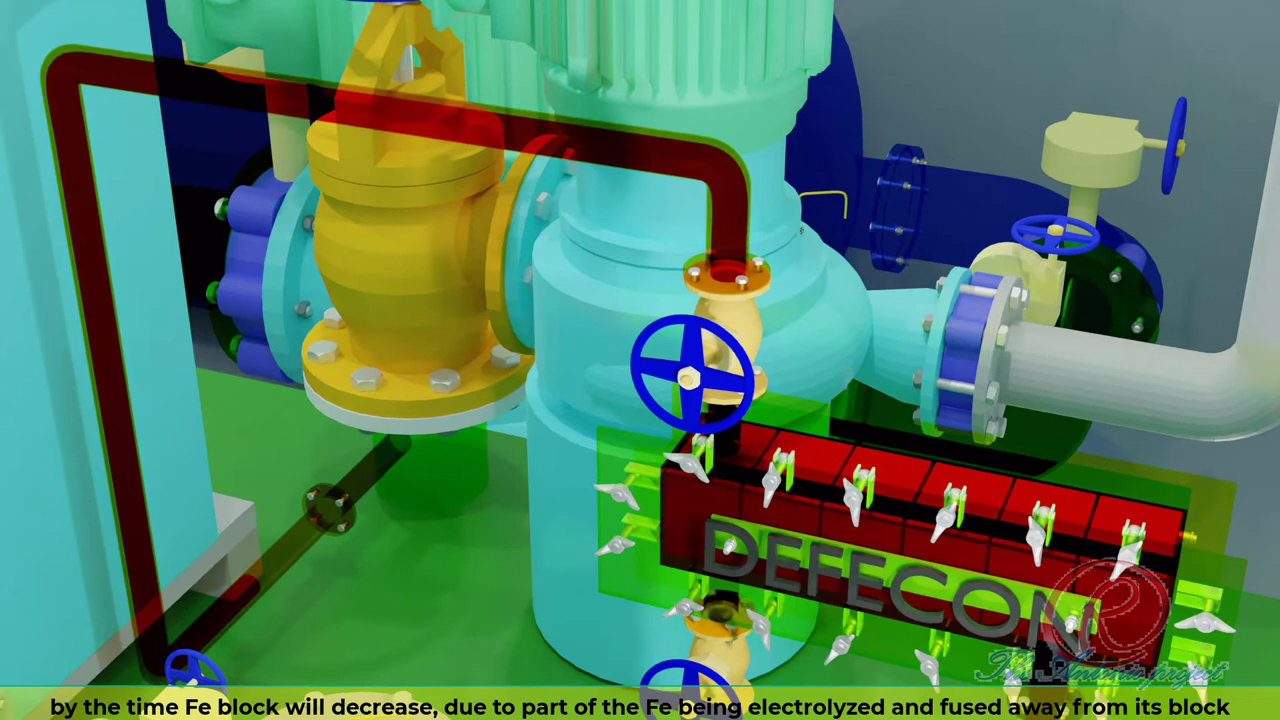 DEFECON
by the time Fe block will decrease, due to part of the Fe being electrolyzed and fused away from its block